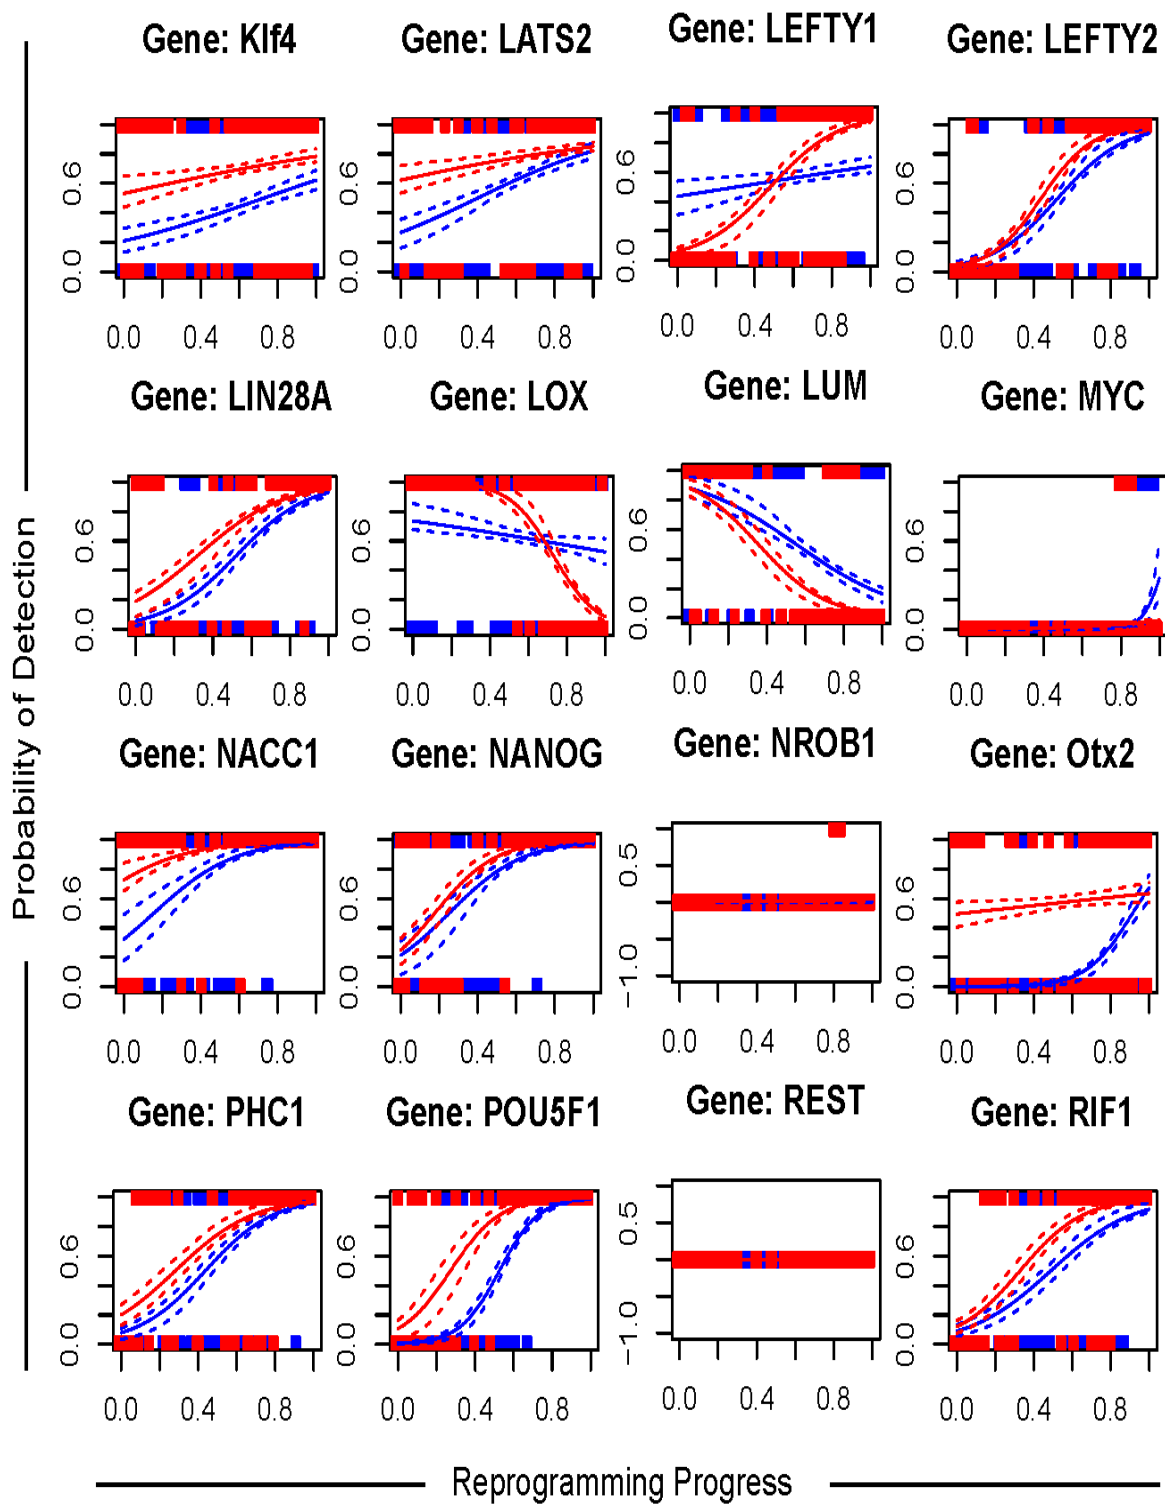 Gene: Klf4 Gene: LATS2 Gene: LEFTY1 Gene: LEFTY2
0.0 0.6 0.0 0.6 0.0 0.6 0.0 0.6
0.0 0.4 0.8 0.0 0.4 0.8 0.0 0.4 0.8 0.0 0.4 0.8
Gene: LIN28A Gene: LOX Gene: LUM Gene: MYC
0.0 0.6 0.0 0.6 0.0 0.6 0.0 0.6
0.0 0.4 0.8 0.0 0.4 0.8 0.0 0.4 0.8 0.0 0.4 0.8
Probability of Detection
Gene: NACC1 Gene: NANOG Gene: NROB1 Gene: Otx2
0.0 0.6 0.0 0.6 -1.0 0.5 0.0 0.6
0.0 0.4 0.8 0.0 0.4 0.8 0.0 0.4 0.8 0.0 0.4 0.8
Gene: PHC1 Gene: POU5F1 Gene: REST Gene: RIF1
0.0 0.6 0.0 0.6 -1.0 0.5 0.0 0.6
0.0 0.4 0.8 0.0 0.4 0.8 0.0 0.4 0.8 0.0 0.4 0.8
Reprogramming Progress